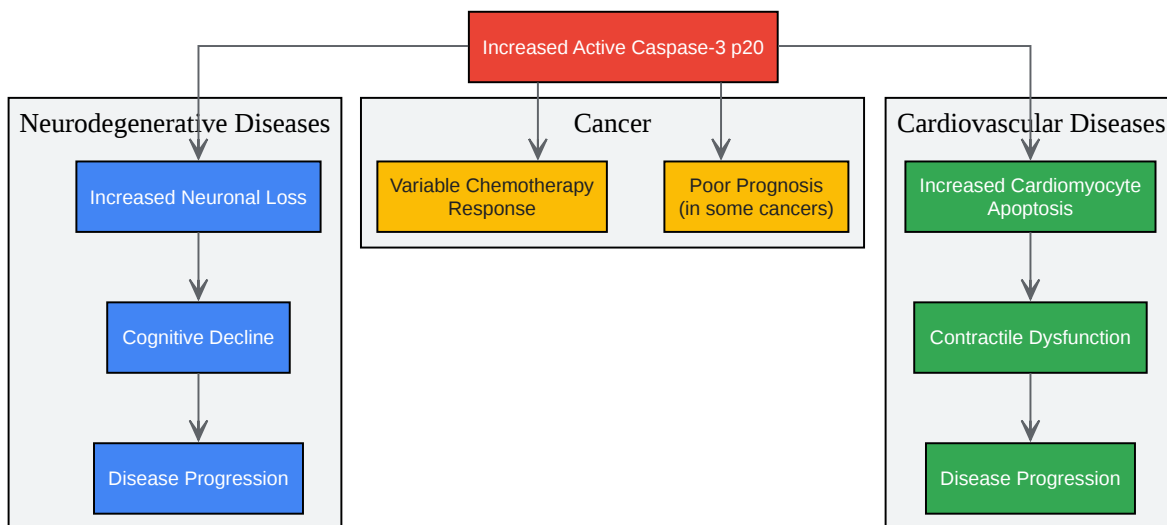 Increased Active Caspase-3 p20
Neurodegenerative Diseases
Increased Neuronal Loss
Cognitive Decline
Disease Progression
Cancer
Variable Chemotherapy
Response
Poor Prognosis
(in some cancers)
Cardiovascular Diseases
Increased Cardiomyocyte
Apoptosis
Contractile Dysfunction
Disease Progression